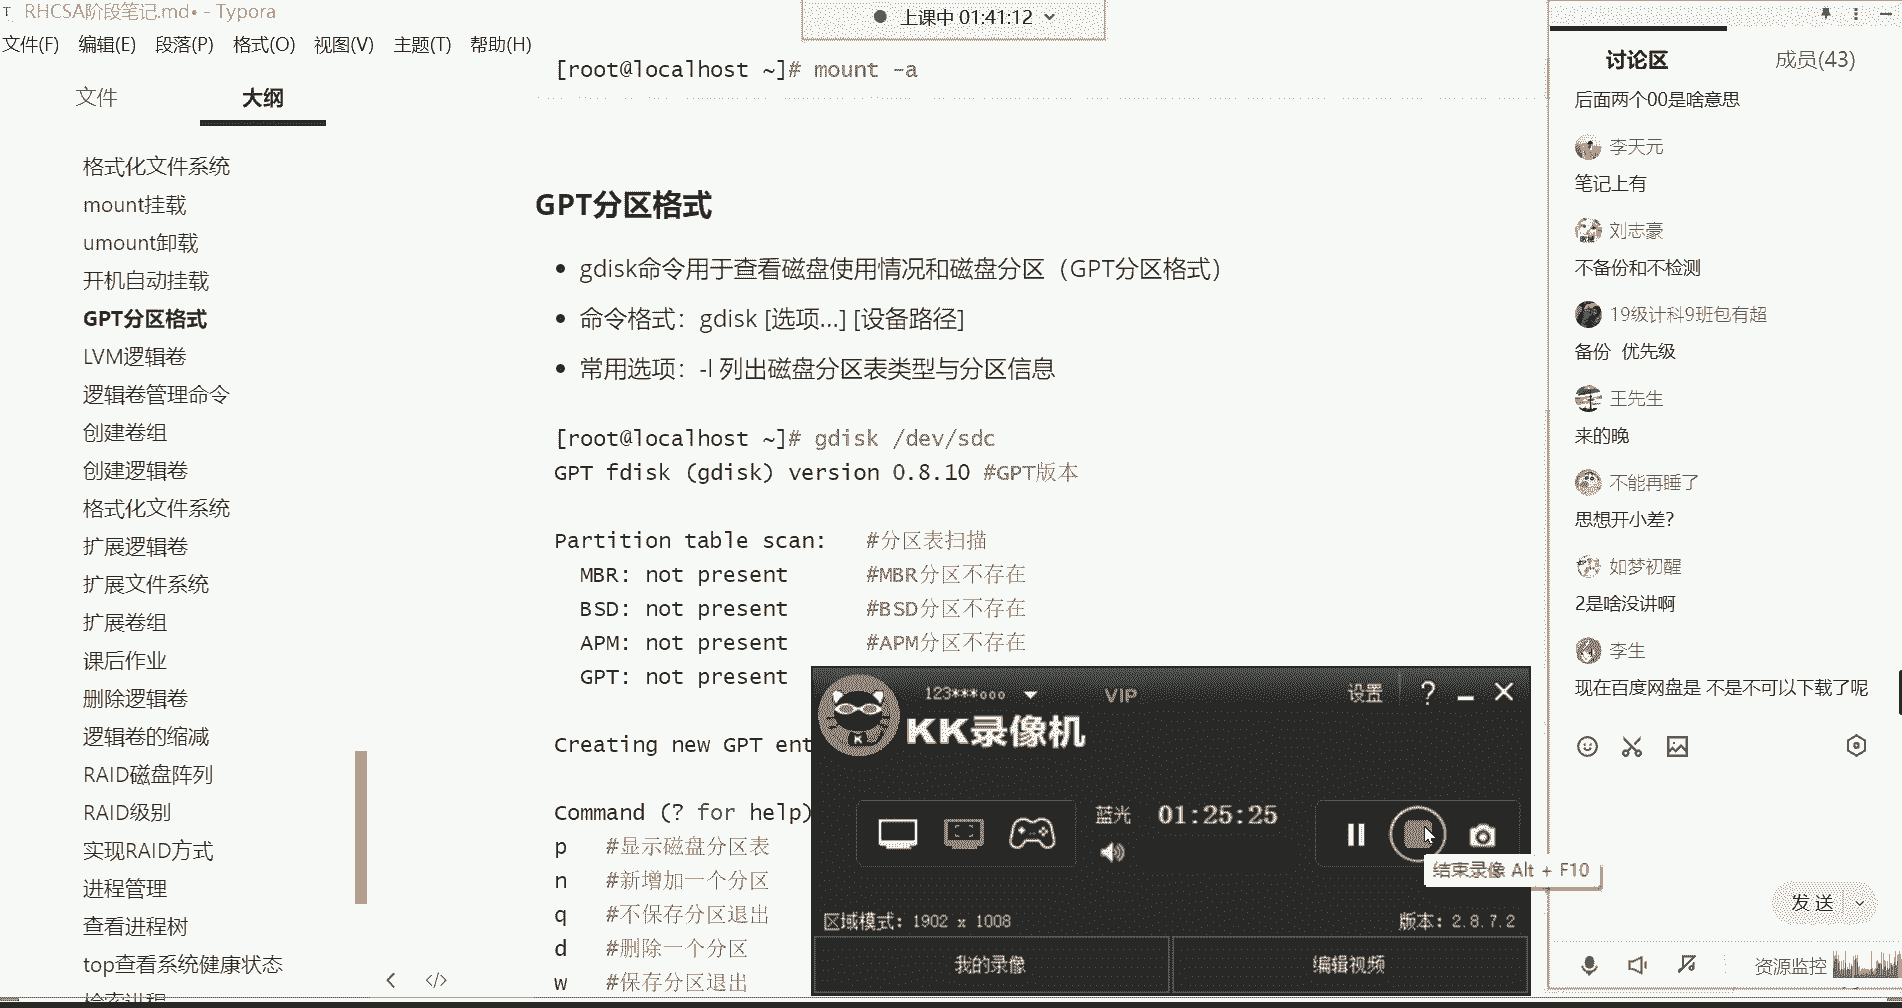 RHCSA阶段笔记.md• - Typora
上课中 01:41:12
文件(F) 编辑(E) 段落(P) 格式(O) 视图(V) 主题(T) 帮助(H)
文件
大纲
格式化文件系统
mount挂载
umount卸载
开机自动挂载
GPT分区格式
LVM逻辑卷
逻辑卷管理命令
创建卷组
创建逻辑卷
格式化文件系统
扩展逻辑卷
扩展文件系统
扩展卷组
课后作业
删除逻辑卷
逻辑卷的缩减
RAID磁盘阵列
RAID级别
实现RAID方式
进程管理
查看进程树
top查看系统健康状态
检索进程
[root@localhost ~]# mount -a
GPT分区格式
gdisk命令用于查看磁盘使用情况和磁盘分区（GPT分区格式）
命令格式：gdisk [选项...] [设备路径]
常用选项：-l 列出磁盘分区表类型与分区信息
[root@localhost ~]# gdisk /dev/sdc
GPT fdisk (gdisk) version 0.8.10 #GPT版本
Partition table scan: #分区表扫描
MBR: not present #MBR分区不存在
BSD: not present #BSD分区不存在
APM: not present #APM分区不存在
GPT: not present
Creating new GPT ent
Command (? for help)
p #显示磁盘分区表
n #新增加一个分区
q #不保存分区退出
d #删除一个分区
w #保存分区退出
123***ooo
VIP
设置
KK录像机
蓝光 01:25:25
结束录像 Alt + F10
区域模式：1902 x 1008
版本：2.8.7.2
我的录像
编辑视频
讨论区
成员(43)
后面两个00是啥意思
李天元
笔记上有
刘志豪
不备份和不检测
19级计科9班包有超
备份 优先级
王先生
来的晚
不能再睡了
思想开小差？
如梦初醒
2是啥没讲啊
李生
现在百度网盘是 不是不可以下载了呢
发送
资源监控